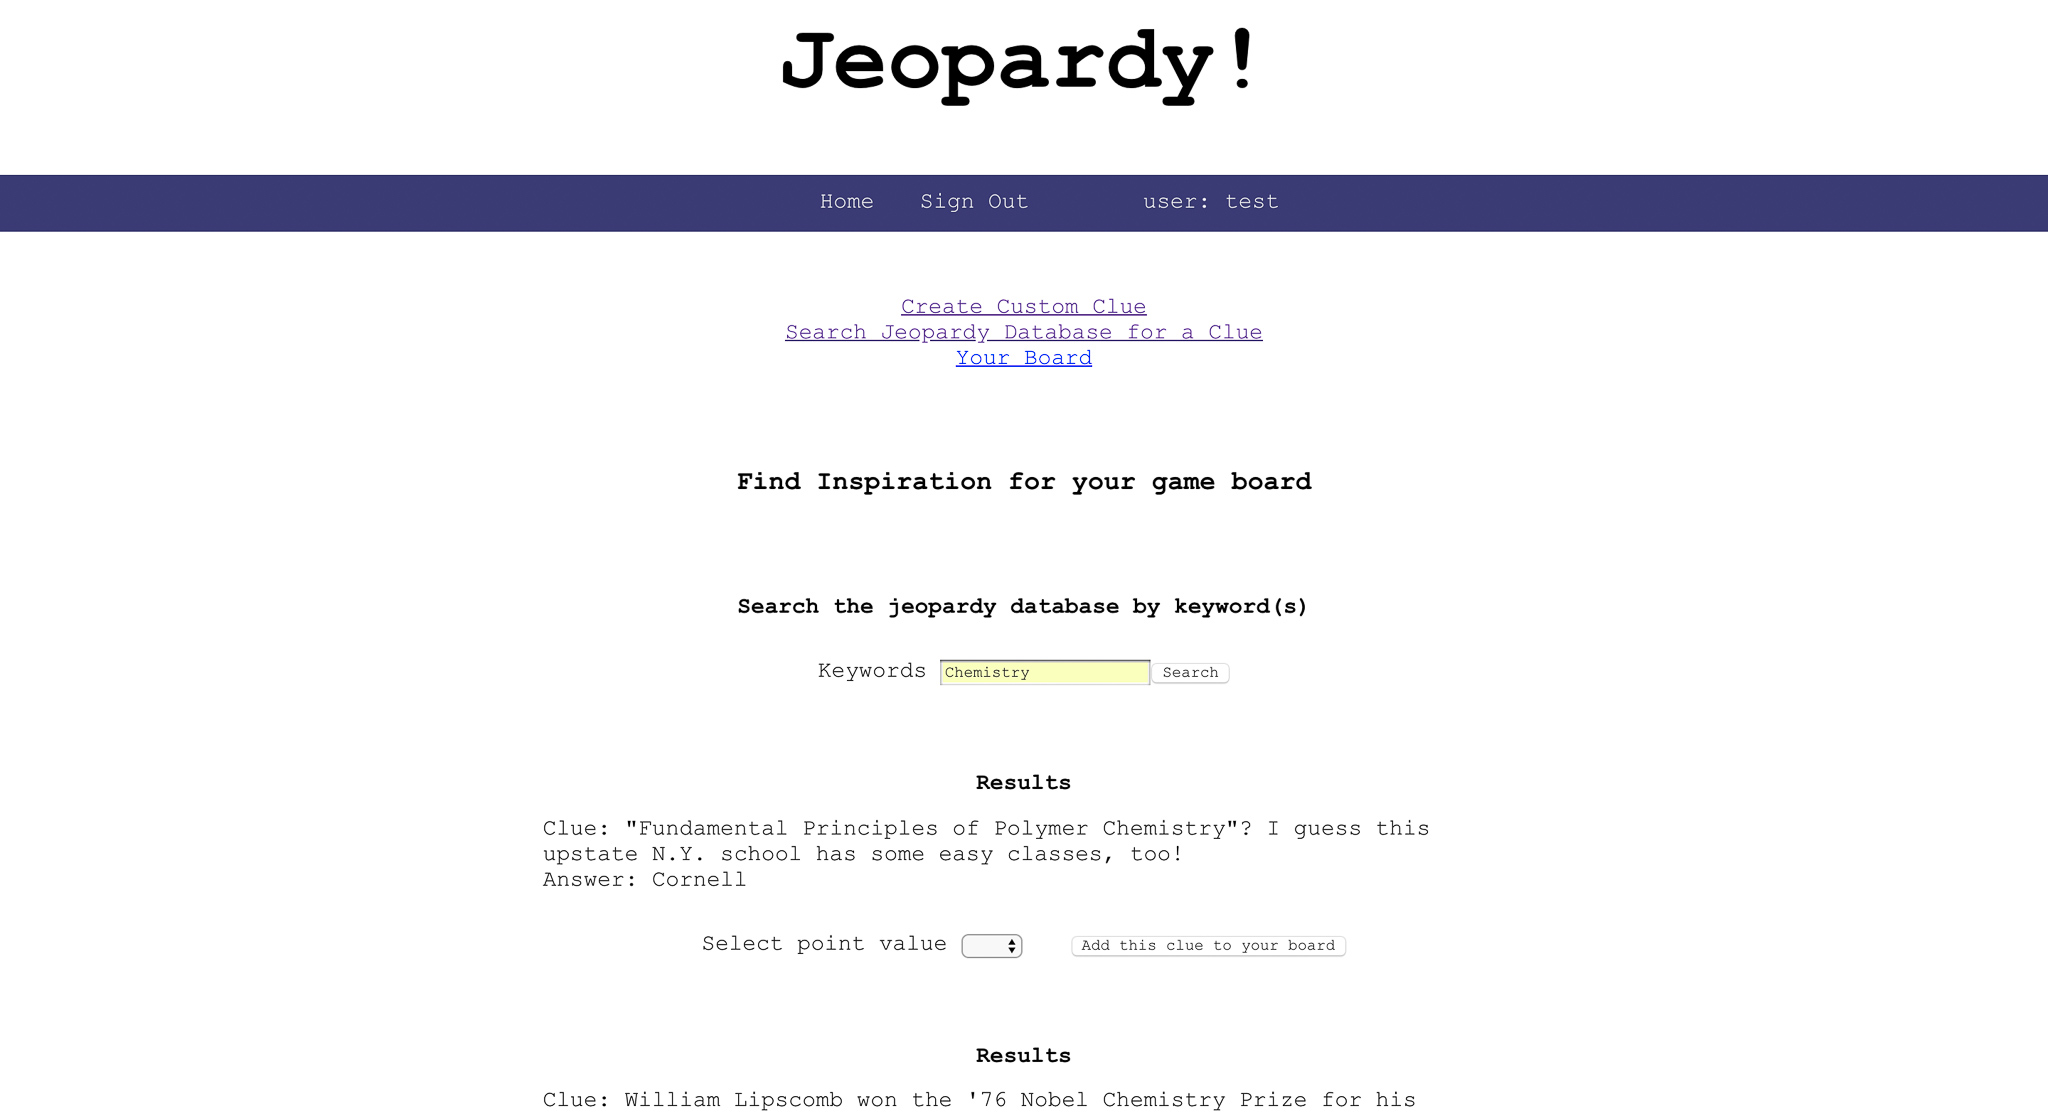 Jeopardy!
Home Sign Out user: test
Create Custom Clue
Search Jeopardy Database for a Clue
Your Board
Find Inspiration for your game board
Search the jeopardy database by keyword(s)
Keywords Chemistry Search
Results
Clue: "Fundamental Principles of Polymer Chemistry"? I guess this
upstate N.Y. school has some easy classes, too!
Answer: Cornell
Select point value Add this clue to your board
Results
Clue: William Lipscomb won the '76 Nobel Chemistry Prize for his